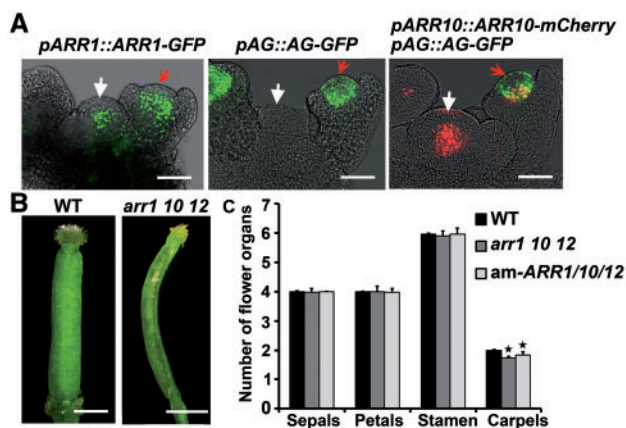 A
pARR1::ARR1-GFP
pAG::AG-GFP
pARR10::ARR10-mCherry
pAG::AG-GFP
B
WT
arr1 10 12
C
Number of flower organs
7
6
5
4
3
2
1
0
WT
arr1 10 12
am-ARR1/10/12
★ ★
Sepals Petals Stamen Carpels